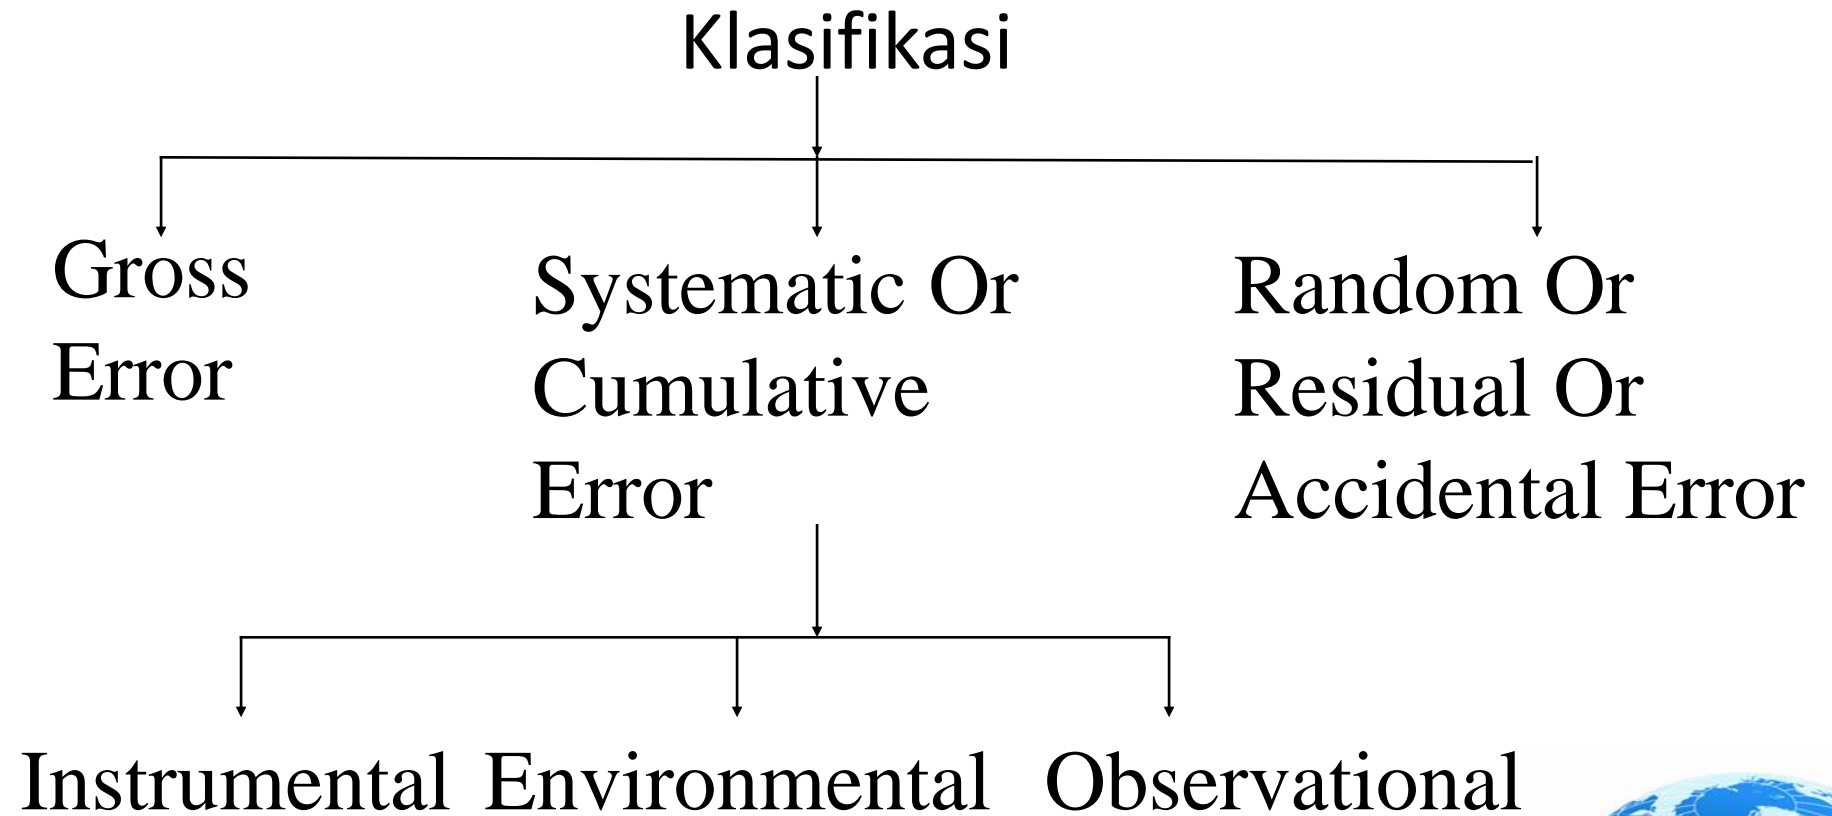 Klasifikasi
Gross
Error
Systematic Or
Cumulative
Error
Random Or
Residual Or
Accidental Error
Instrumental Environmental Observational